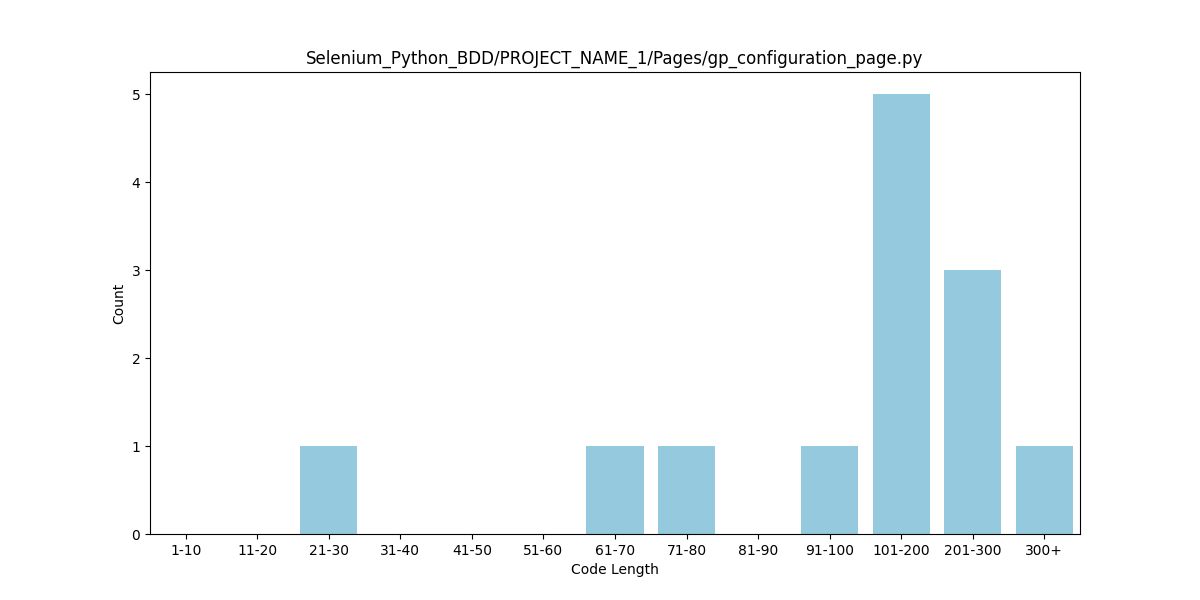 Selenium_Python_BDD/PROJECT_NAME_1/Pages/gp_configuration_page.py
5
4
3
2
1
0
Count
1-10 11-20 21-30 31-40 41-50 51-60 61-70 71-80 81-90 91-100 101-200 201-300 300+
Code Length